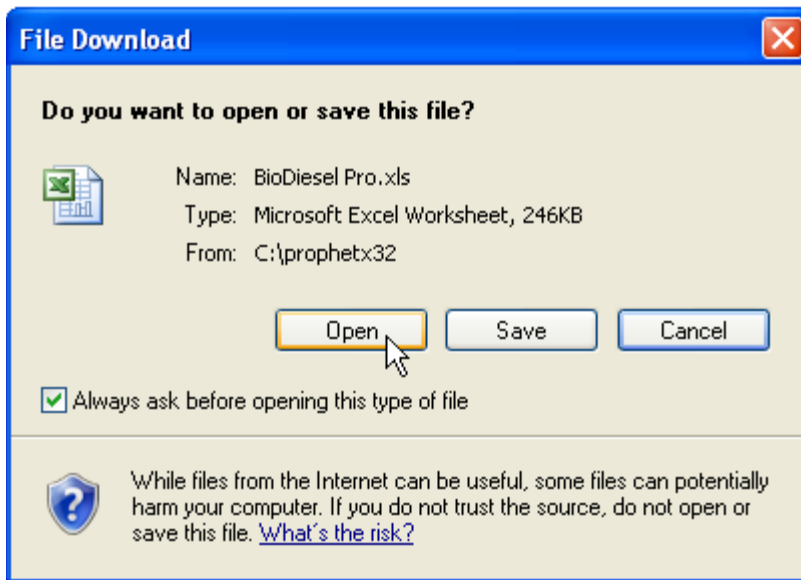 File Download
Do you want to open or save this file?
Name: BioDiesel Pro.xls
Type: Microsoft Excel Worksheet, 246KB
From: C:\prophetx32
Open Save Cancel
Always ask before opening this type of file
While files from the Internet can be useful, some files can potentially
harm your computer. If you do not trust the source, do not open or
save this file. What's the risk?